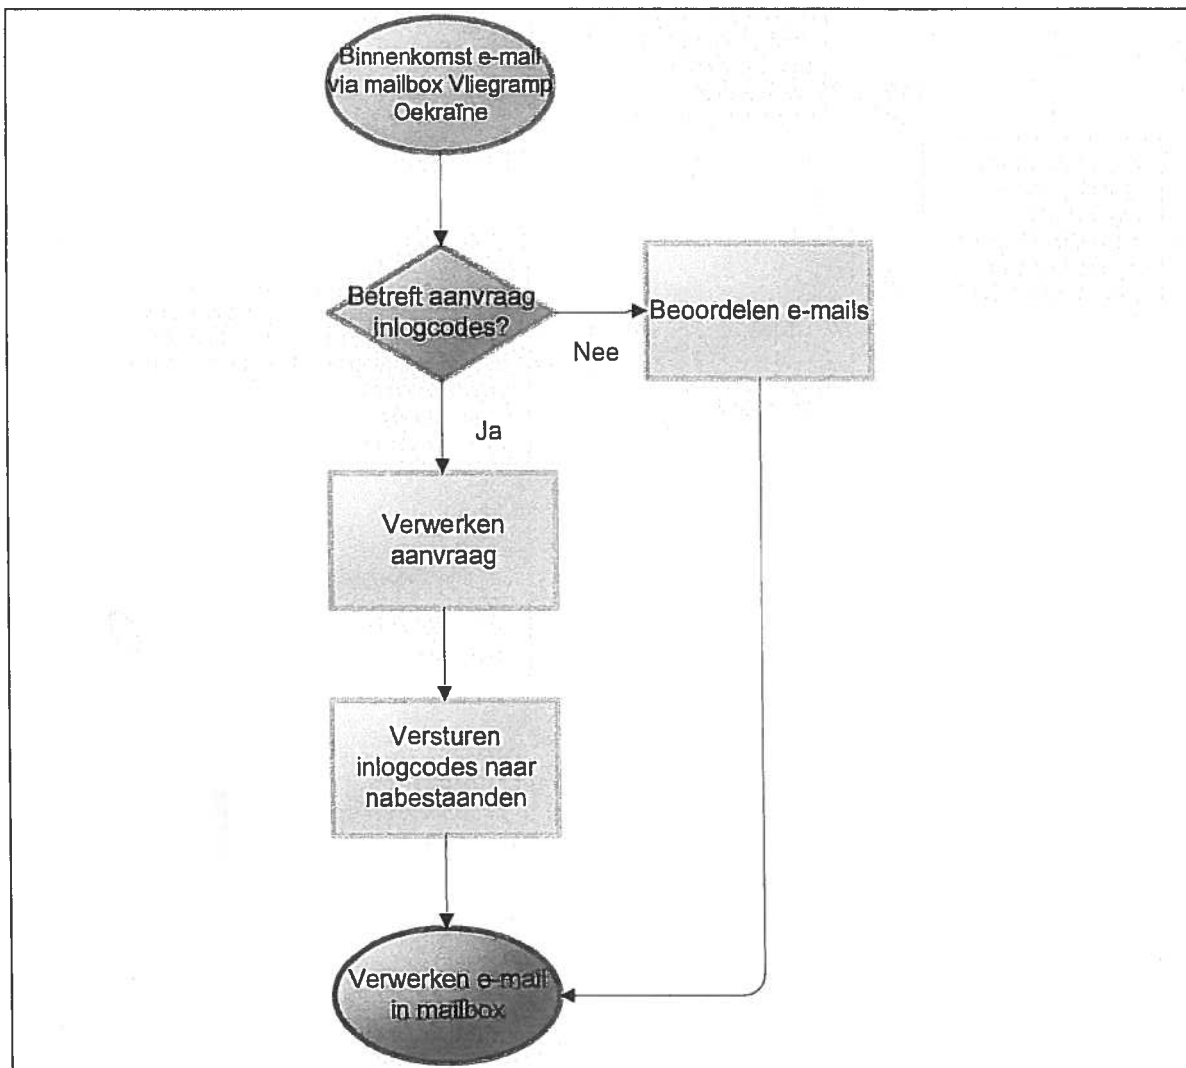 Binnenkomst e-mail
via mailbox Vliegramp
Oekraïne
Betreft aanvraag
inlogcodes?
Nee
Beoordelen e-mails
Ja
Verwerken
aanvraag
Versturen
inlogcodes naar
nabestaanden
Verwerken e-mail
in mailbox